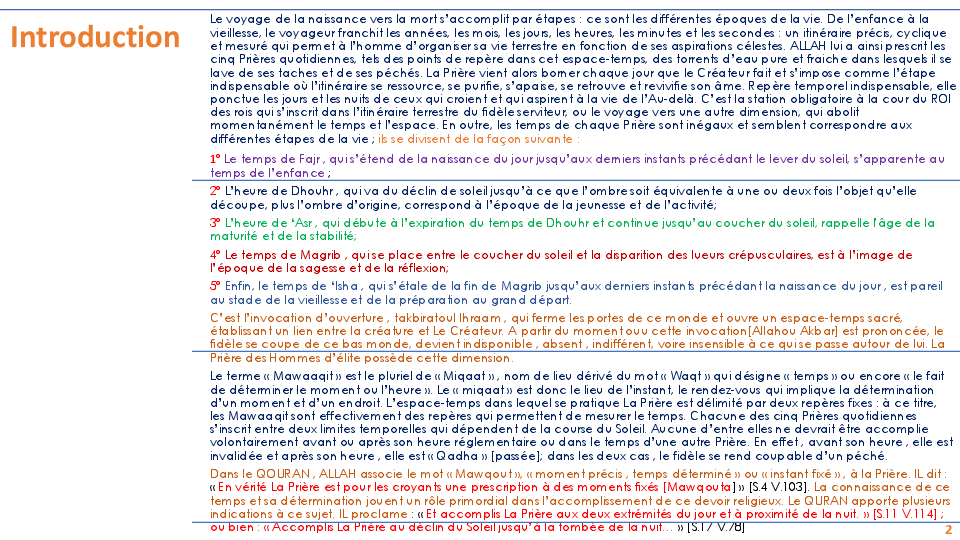 Introduction
Le voyage de la naissance vers la mort s'accomplit par étapes : ce sont les différentes époques de la vie. De l'enfance à la
vieillesse, le voyageur franchit les années, les mois, les jours, les heures, les minutes et les secondes : un itinéraire précis, cyclique
et mesuré qui permet à l'homme d'organiser sa vie terrestre en fonction de ses aspirations célestes. ALLAH lui a ainsi prescrit les
cinq Prières quotidiennes, tels des points de repère dans cet espace-temps, des torrents d'eau pure et fraiche dans lesquels il se
lave de ses taches et de ses péchés. La Prière vient alors borner chaque jour que le Créateur fait et s'impose comme l'étape
indispensable où l'itinéraire se ressource, se purifie, s'apaise, se retrouve et revivifie son âme. Repère temporel indispensable, elle
ponctue les jours et les nuits de ceux qui croient et qui aspirent à la vie de l'Au-delà. C'est la station obligatoire à la cour du ROI
des rois qui s'inscrit dans l'itinéraire terrestre du fidèle serviteur, ou le voyage vers une autre dimension, qui abolit
momentanément le temps et l'espace. En outre, les temps de chaque Prière sont inégaux et semblent correspondre aux
différentes étapes de la vie ; ils se divisent de la façon suivante :
1° Le temps de Fajr , qui s'étend de la naissance du jour jusqu'aux derniers instants précédant le lever du soleil, s'apparente au
temps de l'enfance ;
2° L'heure de Dhouhr , qui va du déclin de soleil jusqu'à ce que l'ombre soit équivalente à une ou deux fois l'objet qu'elle
découpe, plus l'ombre d'origine, correspond à l'époque de la jeunesse et de l'activité;
3° L'heure de 'Asr , qui débute à l'expiration du temps de Dhouhr et continue jusqu'au coucher du soleil, rappelle l'âge de la
maturité et de la stabilité;
4° Le temps de Magrib , qui se place entre le coucher du soleil et la disparition des lueurs crépusculaires, est à l'image de
l'époque de la sagesse et de la réflexion;
5° Enfin, le temps de 'Isha , qui s'étale de la fin de Magrib jusqu'aux derniers instants précédant la naissance du jour , est pareil
au stade de la vieillesse et de la préparation au grand départ.
C'est l'invocation d'ouverture , takbiratoul Ihraam , qui ferme les portes de ce monde et ouvre un espace-temps sacré,
établissant un lien entre la créature et Le Créateur. A partir du moment ouu cette invocation[Allahou Akbar] est prononcée, le
fidèle se coupe de ce bas monde, devient indisponible , absent , indifférent, voire insensible à ce qui se passe autour de lui. La
Prière des Hommes d'élite possède cette dimension.
Le terme « Mawaaqit » est le pluriel de « Miqaat » , nom de lieu dérivé du mot « Waqt » qui désigne « temps » ou encore « le fait
de déterminer le moment ou l'heure ». Le « miqaat » est donc le lieu de l'instant, le rendez-vous qui implique la détermination
d'un moment et d'un endroit. L'espace-temps dans lequel se pratique La Prière est délimité par deux repères fixes : à ce titre,
les Mawaaqit sont effectivement des repères qui permettent de mesurer le temps. Chacune des cinq Prières quotidiennes
s'inscrit entre deux limites temporelles qui dépendent de la course du Soleil. Aucune d'entre elles ne devrait être accomplie
volontairement avant ou après son heure réglementaire ou dans le temps d'une autre Prière. En effet , avant son heure , elle est
invalidée et après son heure , elle est « Qadha » [passée]; dans les deux cas , le fidèle se rend coupable d'un péché.
Dans le QOURAN , ALLAH associe le mot « Mawqout », « moment précis , temps déterminé » ou « instant fixé » , à la Prière. IL dit :
« En vérité La Prière est pour les croyants une prescription à des moments fixés [Mawqouta] » [S.4 V.103]. La connaissance de ce
temps et sa détermination jouent un rôle primordial dans l'accomplissement de ce devoir religieux. Le QURAN apporte plusieurs
indications à ce sujet. IL proclame : « Et accomplis La Prière aux deux extrémités du jour et à proximité de la nuit. » [S.11 V.114] ;
ou bien : « Accomplis La Prière au déclin du Soleil jusqu'à la tombée de la nuit... » [S.17 V.78]
2